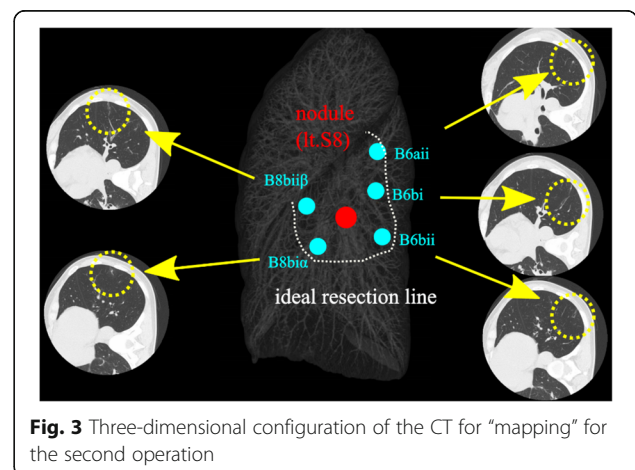 nodule
(lt.S8)
B6aii
B8biiβ
B6bi
B6bii
B8biα
ideal resection line
Fig. 3 Three-dimensional configuration of the CT for “mapping” for
the second operation